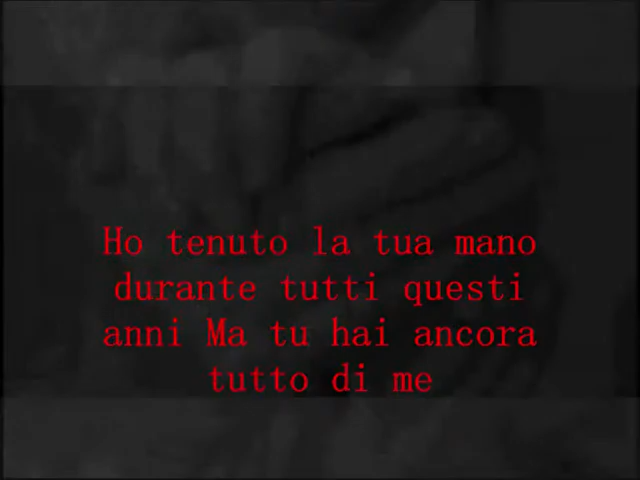 Ho tenuto la tua mano
durante tutti questi
anni Ma tu hai ancora
tutto di me